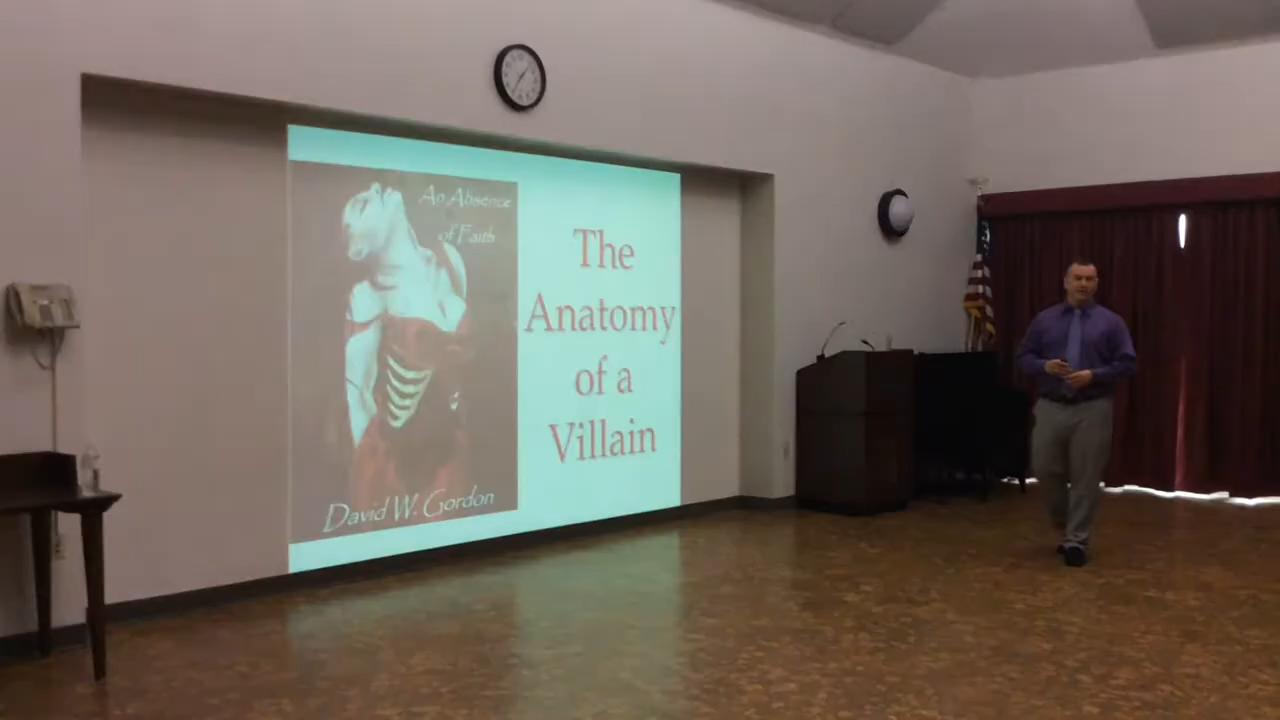 An Absence
of Faith
David W. Gordon
The
Anatomy
of a
Villain